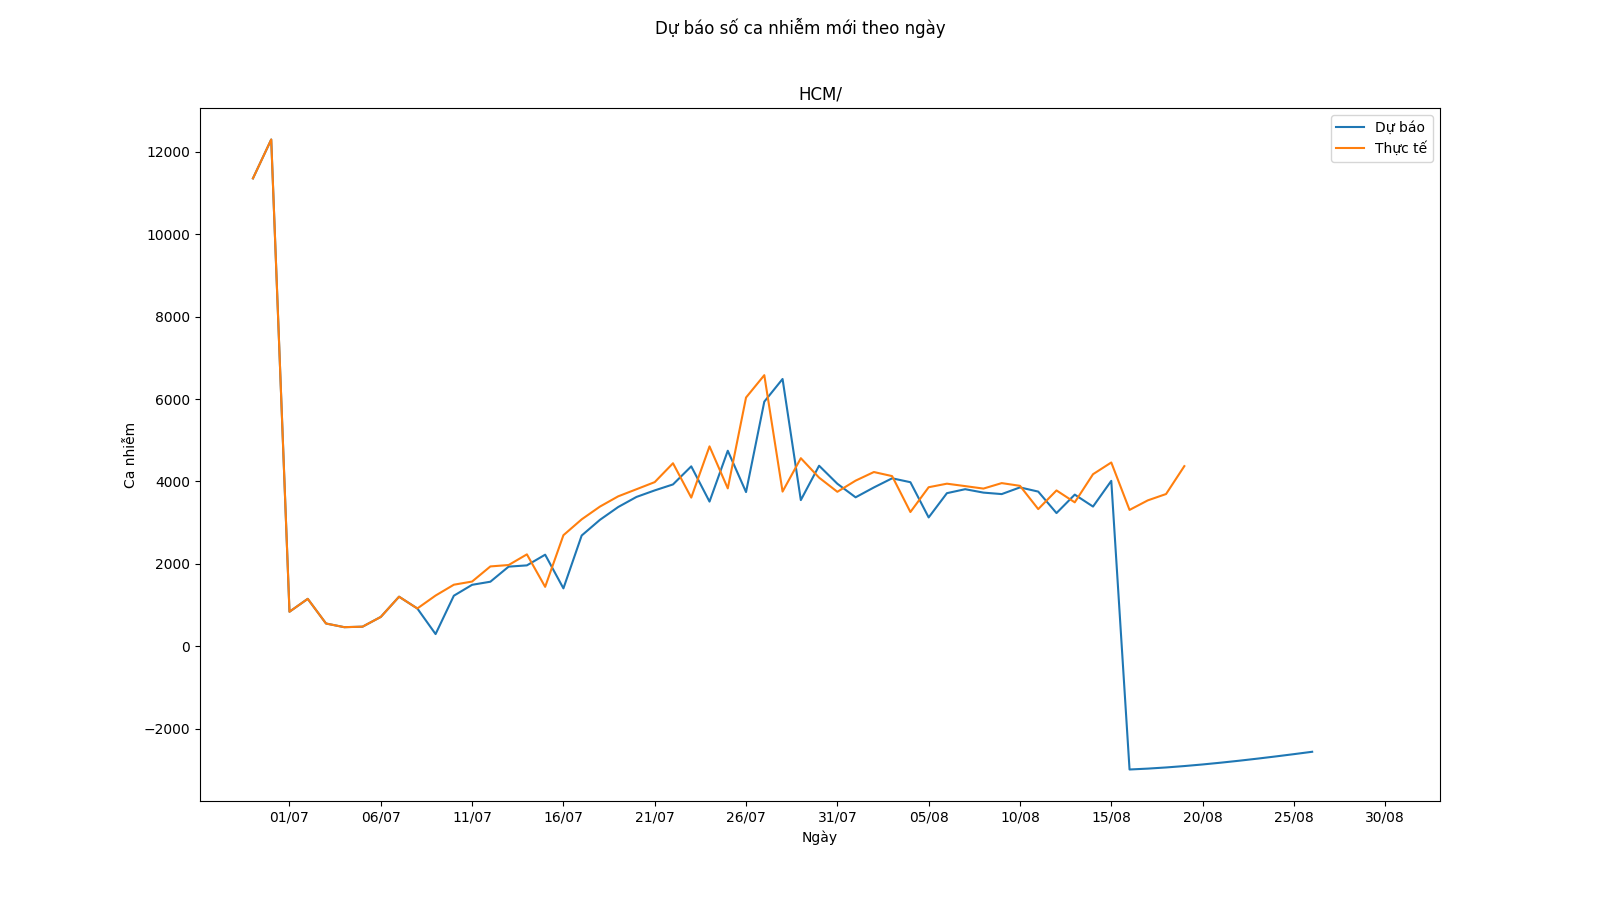 Dự báo số ca nhiễm mới theo ngày
HCM/
Dự báo
Thực tế
12000
10000
8000
6000
4000
2000
0
−2000
Ca nhiễm
01/07 06/07 11/07 16/07 21/07 26/07 31/07 05/08 10/08 15/08 20/08 25/08 30/08
Ngày